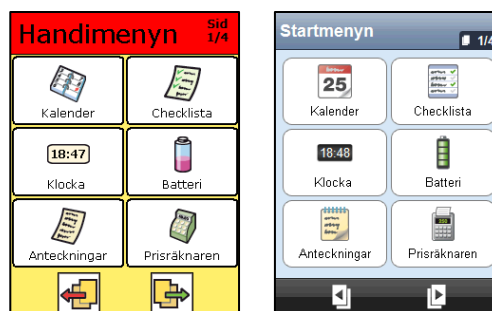 Handimenyn
Sid
1/4
Kalender
Checklista
18:47
Klocka
Batteri
Anteckningar
Prisräknaren
Startmenyn
1/4
25
Kalender
Checklista
18:48
Klocka
Batteri
Anteckningar
Prisräknaren